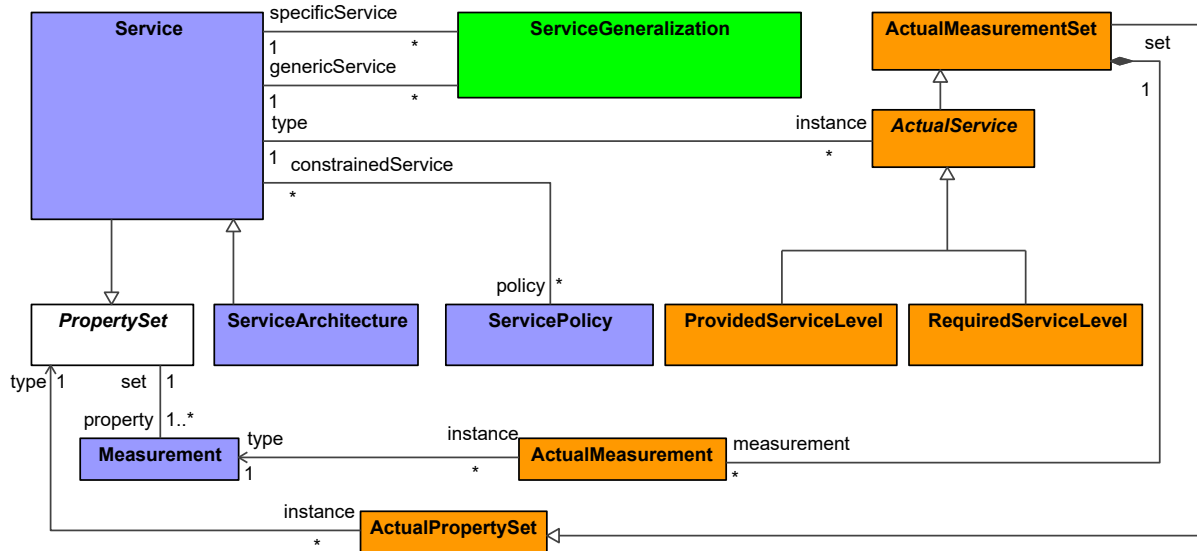 Service
specificService
1
*
genericService
1
*
ServiceGeneralization
ActualMeasurementSet
set
1
type
1
instance
*
ActualService
constrainedService
*
policy
*
PropertySet
ServiceArchitecture
ServicePolicy
ProvidedServiceLevel
RequiredServiceLevel
type
1
set
1
property
1..*
Measurement
type
1
instance
*
ActualMeasurement
measurement
*
instance
*
ActualPropertySet